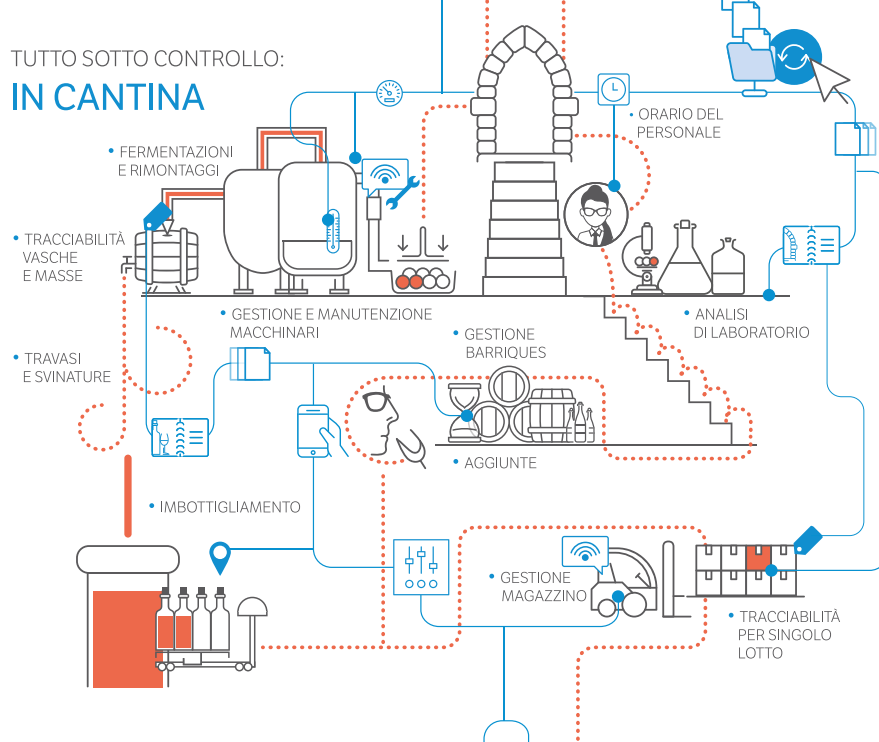 TUTTO SOTTO CONTROLLO:
IN CANTINA
• ORARIO DEL
PERSONALE
• FERMENTAZIONI
E RIMONTAGGI
• TRACCIABILITÀ
VASCHE
E MASSE
• GESTIONE E MANUTENZIONE
MACCHINARI
• ANALISI
DI LABORATORIO
• GESTIONE
BARRIQUES
• TRAVASI
E SVINATURE
• AGGIUNTE
• IMBOTTIGLIAMENTO
• GESTIONE
MAGAZZINO
• TRACCIABILITÀ
PER SINGOLO
LOTTO